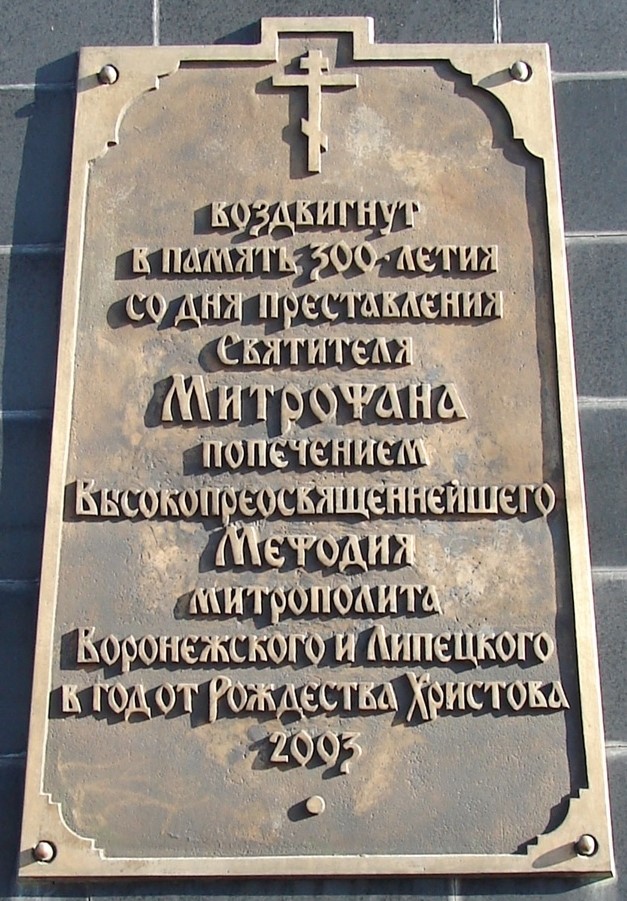 воздвигнут
в память 300-летия
со дня преставления
Святителя
Митрофана
попечением
Высокопреосвященнейшего
Мефодия
митрополита
Воронежского и Липецкого
в год от Рождества Христова
2003